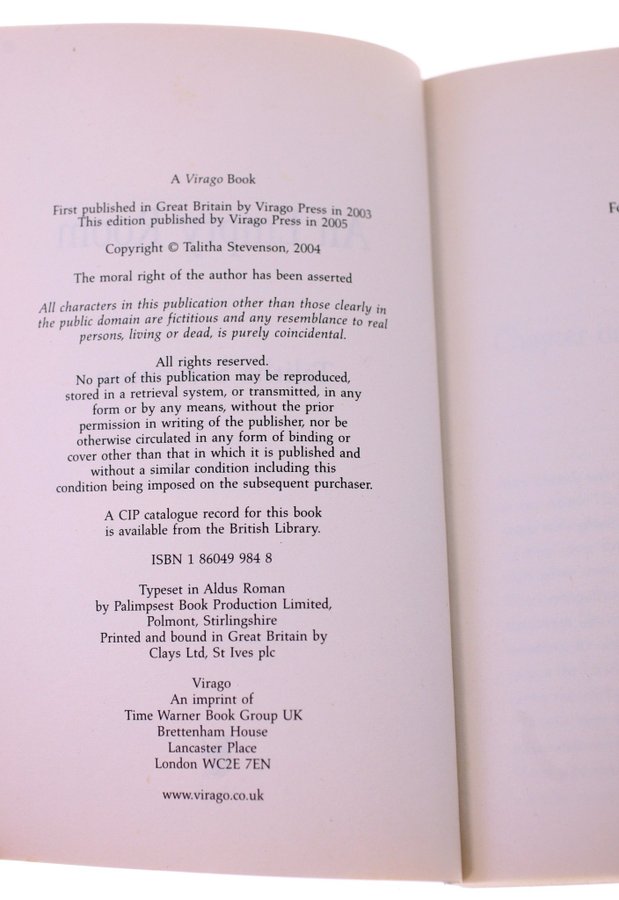 A Virago Book
First published in Great Britain by Virago Press in 2003
This edition published by Virago Press in 2005
Copyright © Talitha Stevenson, 2004
The moral right of the author has been asserted
All characters in this publication other than those clearly in
the public domain are fictitious and any resemblance to real
persons, living or dead, is purely coincidental.
All rights reserved.
No part of this publication may be reproduced,
stored in a retrieval system, or transmitted, in any
form or by any means, without the prior
permission in writing of the publisher, nor be
otherwise circulated in any form of binding or
cover other than that in which it is published and
without a similar condition including this
condition being imposed on the subsequent purchaser.
A CIP catalogue record for this book
is available from the British Library.
ISBN 1 86049 984 8
Typeset in Aldus Roman
by Palimpsest Book Production Limited,
Polmont, Stirlingshire
Printed and bound in Great Britain by
Clays Ltd, St Ives plc
Virago
An imprint of
Time Warner Book Group UK
Brettenham House
Lancaster Place
London WC2E 7EN
www.virago.co.uk